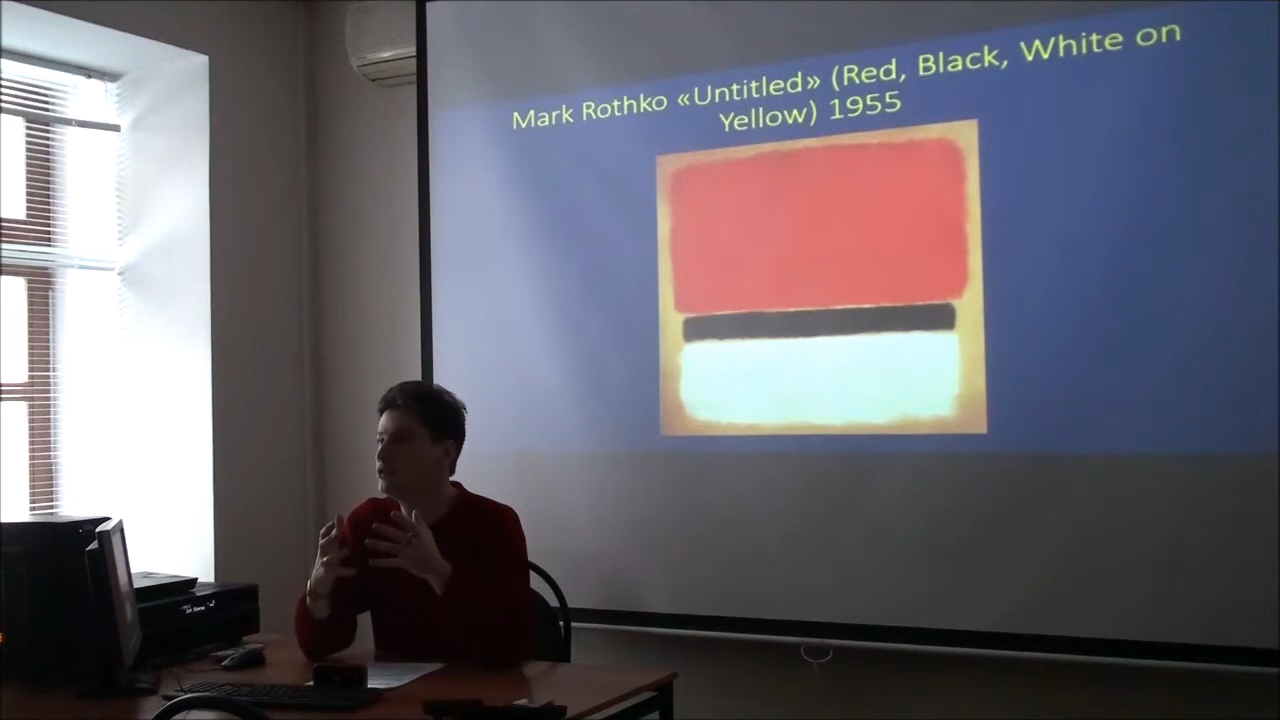 Mark Rothko «Untitled» (Red, Black, White on
Yellow) 1955